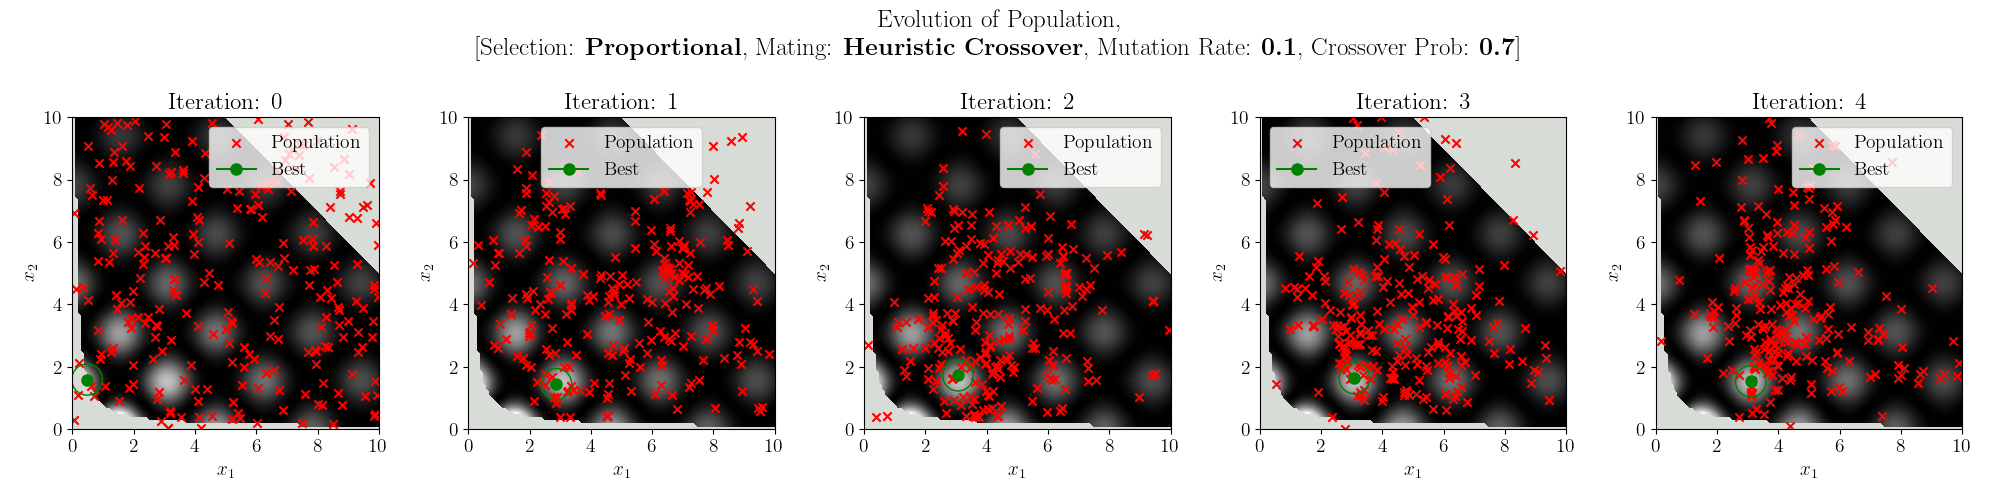 Evolution of Population,
[Selection: Proportional, Mating: Heuristic Crossover, Mutation Rate: 0.1, Crossover Prob: 0.7]
Iteration: 0
Population
Best
10
8
6
4
2
0
x2
0 2 4 6 8 10
x1
Iteration: 1
Population
Best
10
8
6
4
2
0
x2
0 2 4 6 8 10
x1
Iteration: 2
Population
Best
10
8
6
4
2
0
x2
0 2 4 6 8 10
x1
Iteration: 3
Population
Best
10
8
6
4
2
0
x2
0 2 4 6 8 10
x1
Iteration: 4
Population
Best
10
8
6
4
2
0
x2
0 2 4 6 8 10
x1